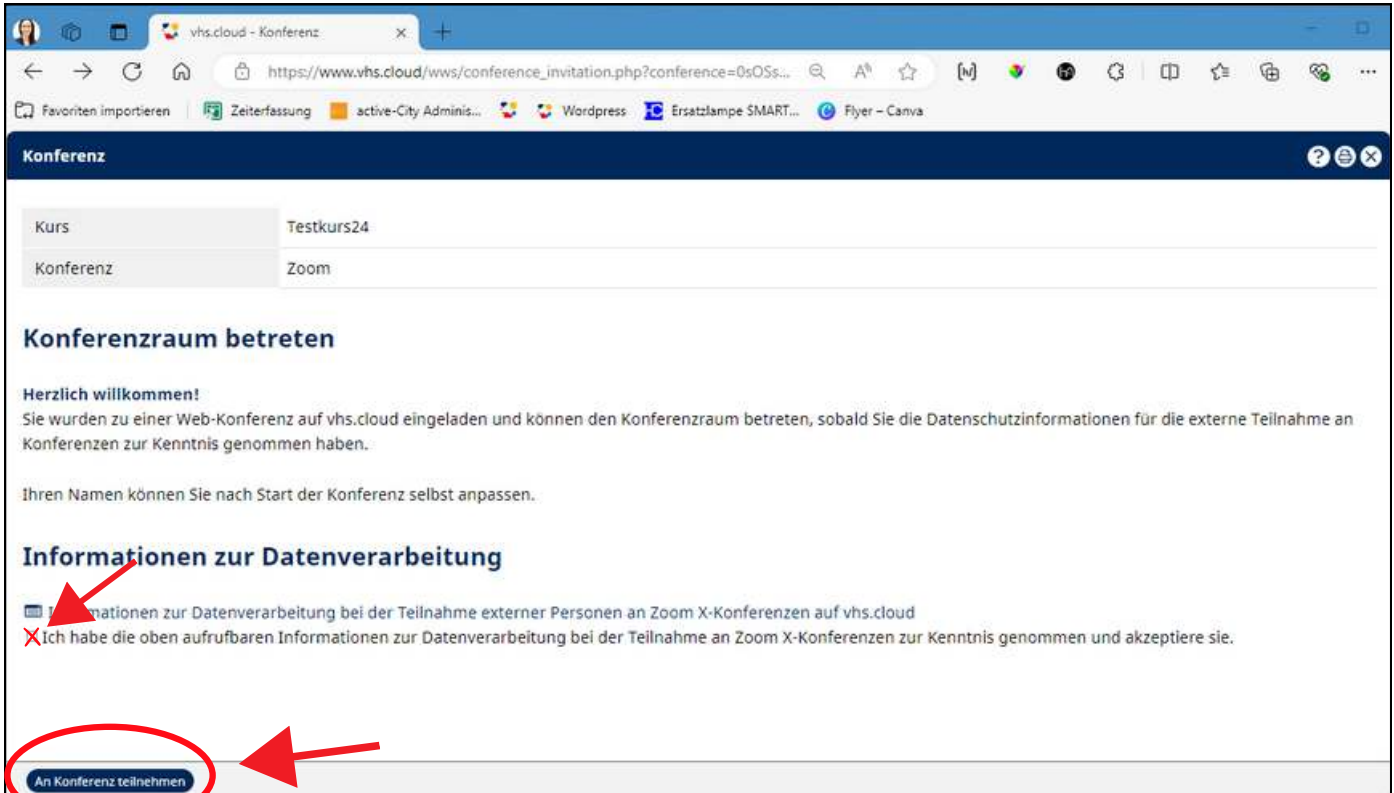 vhs.cloud - Konferenz
https://www.vhs.cloud/wws/conference_invitation.php?conference=0sOSs...
Favoriten importieren Zeiterfassung active-City Adminis... Wordpress Ersatzlampe SMART... Flyer – Canva
Konferenz
Kurs Testkurs24
Konferenz Zoom
Konferenzraum betreten
Herzlich willkommen!
Sie wurden zu einer Web-Konferenz auf vhs.cloud eingeladen und können den Konferenzraum betreten, sobald Sie die Datenschutzinformationen für die externe Teilnahme an
Konferenzen zur Kenntnis genommen haben.
Ihren Namen können Sie nach Start der Konferenz selbst anpassen.
Informationen zur Datenverarbeitung
Informationen zur Datenverarbeitung bei der Teilnahme externer Personen an Zoom X-Konferenzen auf vhs.cloud
Ich habe die oben aufrufbaren Informationen zur Datenverarbeitung bei der Teilnahme an Zoom X-Konferenzen zur Kenntnis genommen und akzeptiere sie.
An Konferenz teilnehmen